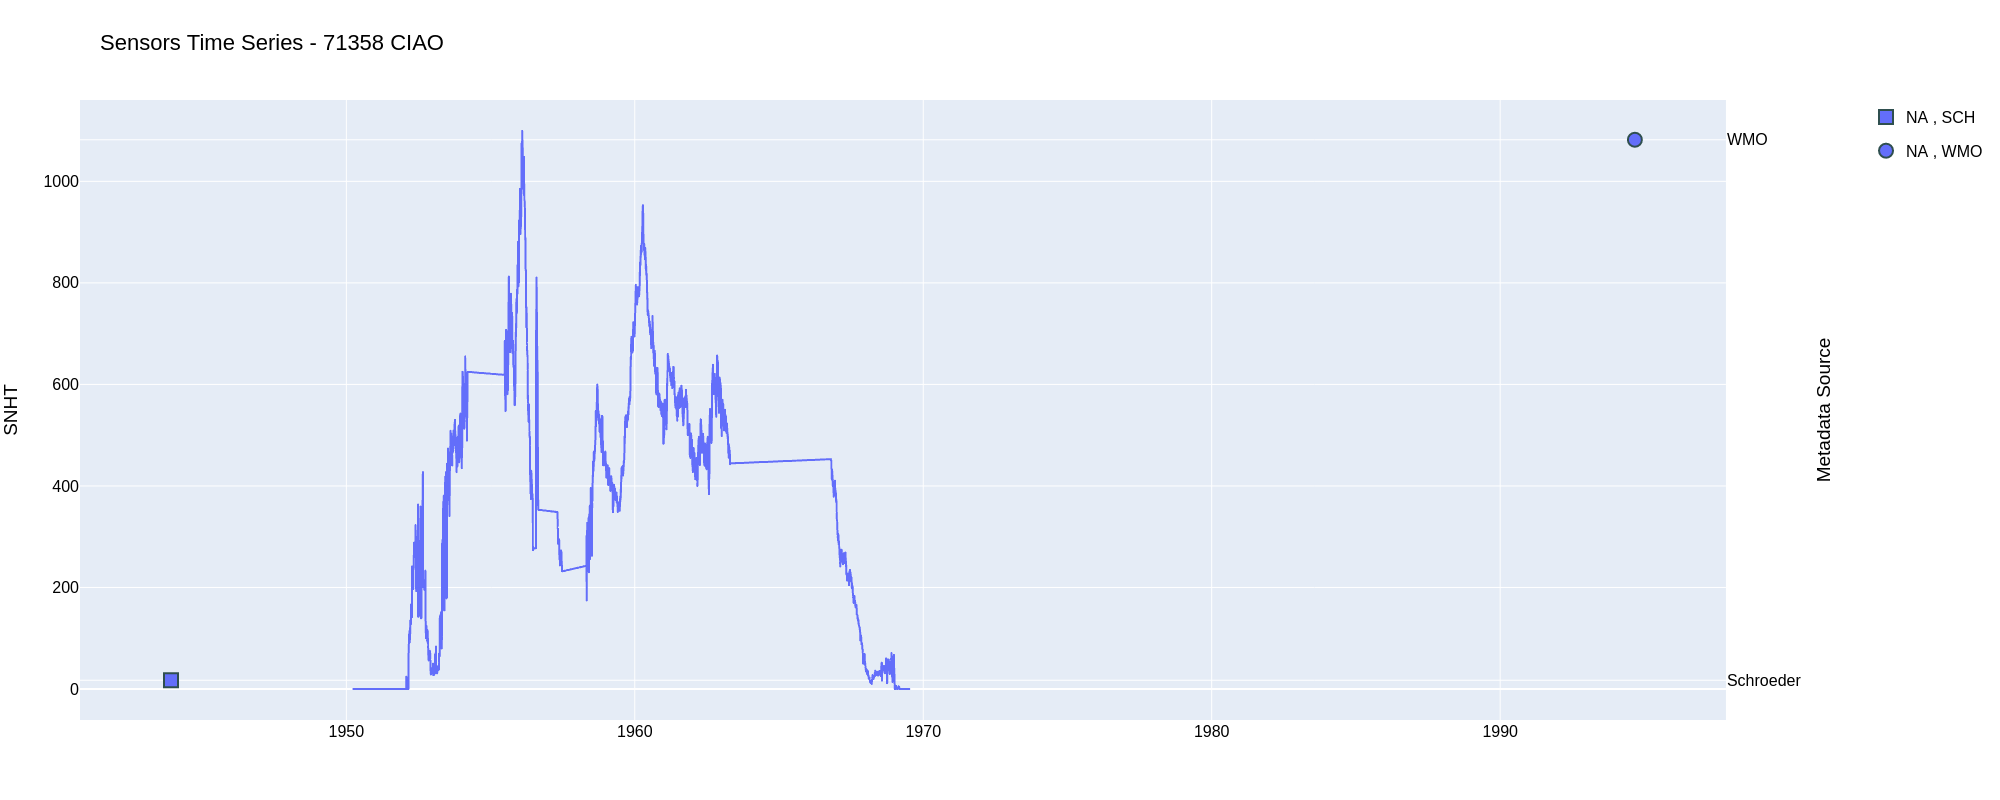 Sensors Time Series - 71358 CIAO
NA , SCH
NA , WMO
WMO
Schroeder
Metadata Source
SNHT
1000
800
600
400
200
0
1950
1960
1970
1980
1990